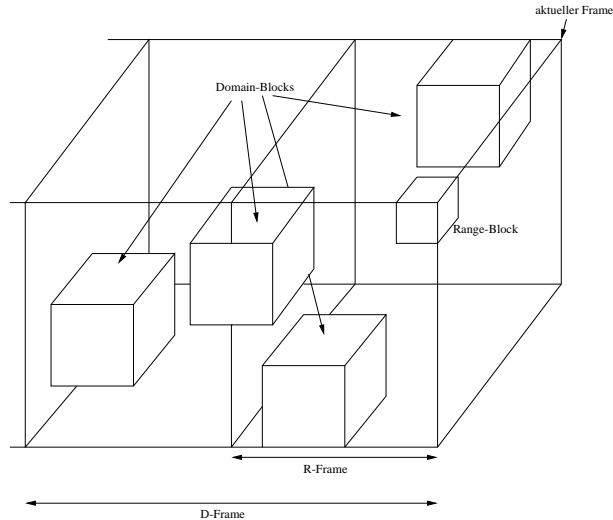 aktueller Frame
Domain-Blocks
Range-Block
R-Frame
D-Frame